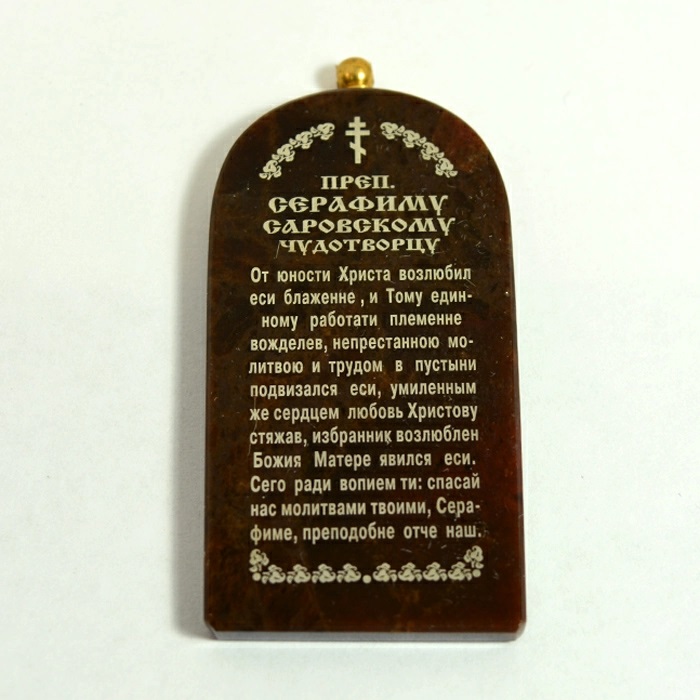 ПРЕП.
СЕРАФИМУ
САРОВСКОМУ
ЧУДОТВОРЦУ
От юности Христа возлюбил
еси блаженне, и Тому един-
ному работати племенне
вожделев, непрестанною мо-
литвою и трудом в пустыни
подвизался еси, умиленным
же сердцем любовь Христову
стяжав, избранник возлюблен
Божия Матере явился еси.
Сего ради вопием ти: спасай
нас молитвами твоими, Сера-
фиме, преподобне отче наш.